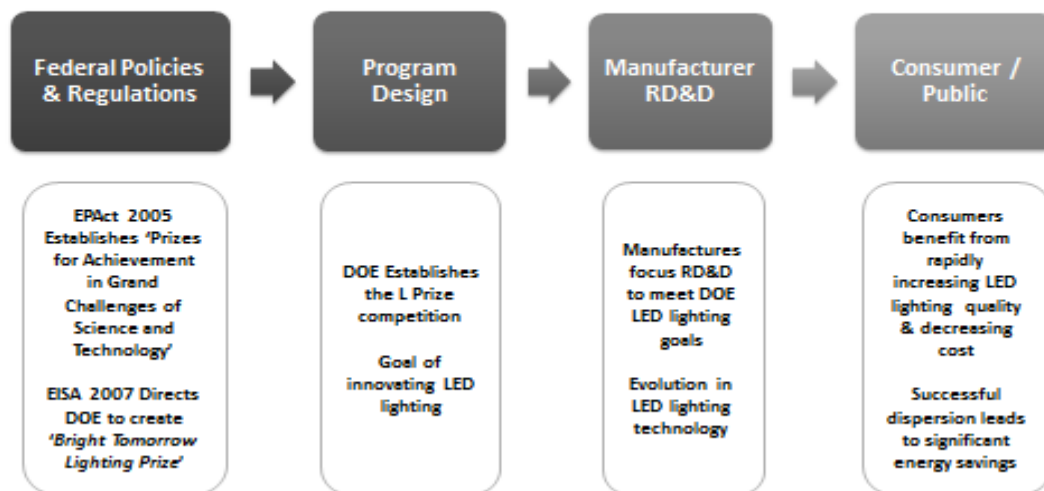 Federal Policies
& Regulations
Program
Design
Manufacturer
RD&D
Consumer /
Public
EPAct 2005
Establishes ‘Prizes
for Achievement
in Grand
Challenges of
Science and
Technology’
EISA 2007 Directs
DOE to create
‘Bright Tomorrow
Lighting Prize’
DOE Establishes
the L Prize
competition
Goal of
innovating LED
lighting
Manufactures
focus RD&D
to meet DOE
LED lighting
goals
Evolution in
LED lighting
technology
Consumers
benefit from
rapidly
increasing LED
lighting quality
& decreasing
cost
Successful
dispersion leads
to significant
energy savings